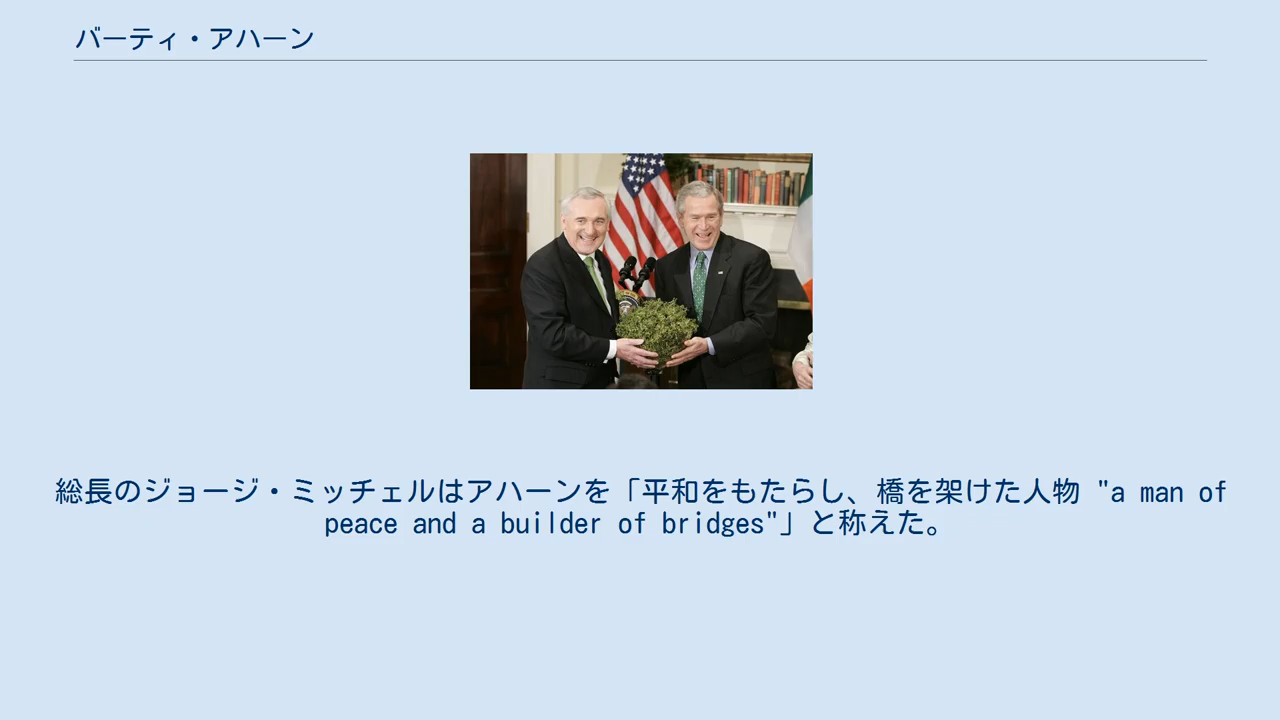 バーティ・アハーン
総長のジョージ・ミッチェルはアハーンを「平和をもたらし、橋を架けた人物 "a man of
peace and a builder of bridges"」と称えた。